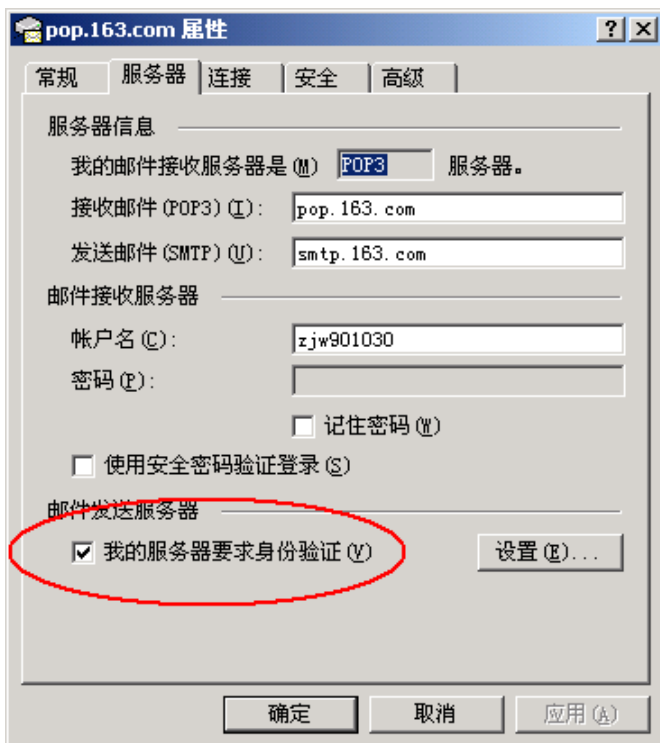 pop.163.com 属性
常规 服务器 连接 安全 高级
服务器信息
我的邮件接收服务器是(M) POP3 服务器。
接收邮件(POP3)(I): pop.163.com
发送邮件(SMTP)(U): smtp.163.com
邮件接收服务器
帐户名(C): zjw901030
密码(P):
记住密码(W)
使用安全密码验证登录(S)
邮件发送服务器
我的服务器要求身份验证(V) 设置(E)...
确定 取消 应用(A)